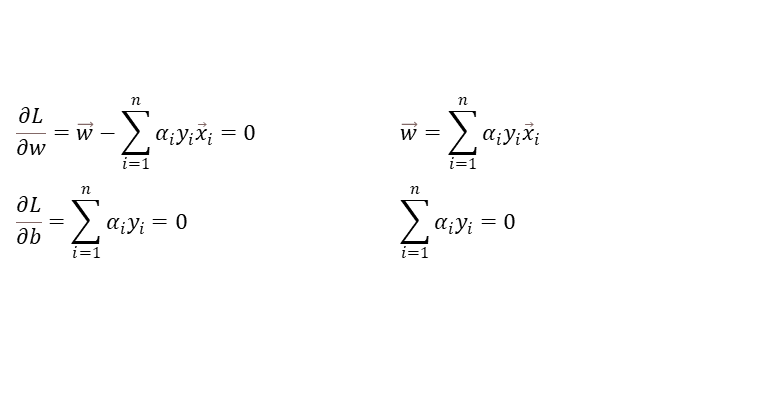 ∂L/∂w = w⃗ − ∑_{i=1}^{n} α_i y_i x⃗_i = 0
w⃗ = ∑_{i=1}^{n} α_i y_i x⃗_i
∂L/∂b = ∑_{i=1}^{n} α_i y_i = 0
∑_{i=1}^{n} α_i y_i = 0